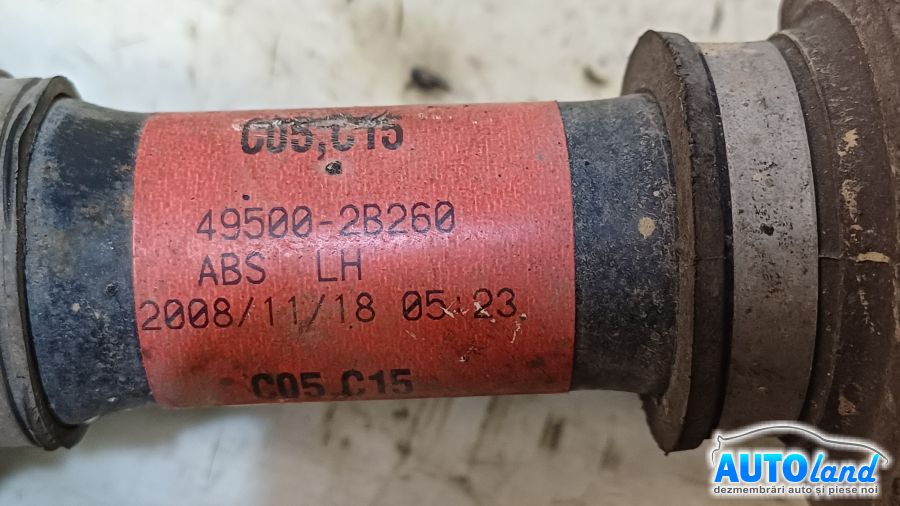 C05,C15
49500-2B260
ABS LH
2008/11/18 05:23
C05,C15
AUTOland
dezmembrări auto și piese noi